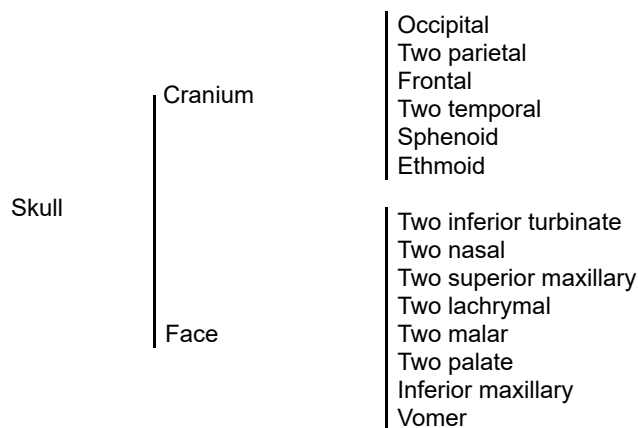 Skull
Cranium
Occipital
Two parietal
Frontal
Two temporal
Sphenoid
Ethmoid
Face
Two inferior turbinate
Two nasal
Two superior maxillary
Two lachrymal
Two malar
Two palate
Inferior maxillary
Vomer